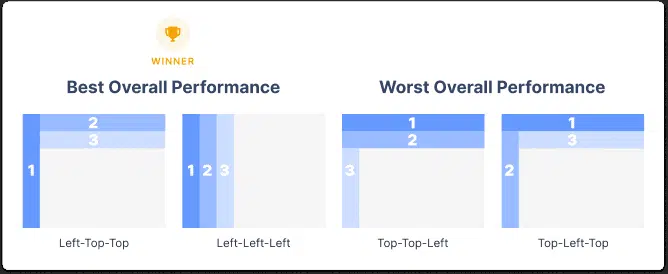 WINNER
Best Overall Performance
Worst Overall Performance
2
3
1
1 2 3
1
2
3
1
3
2
Left-Top-Top
Left-Left-Left
Top-Top-Left
Top-Left-Top